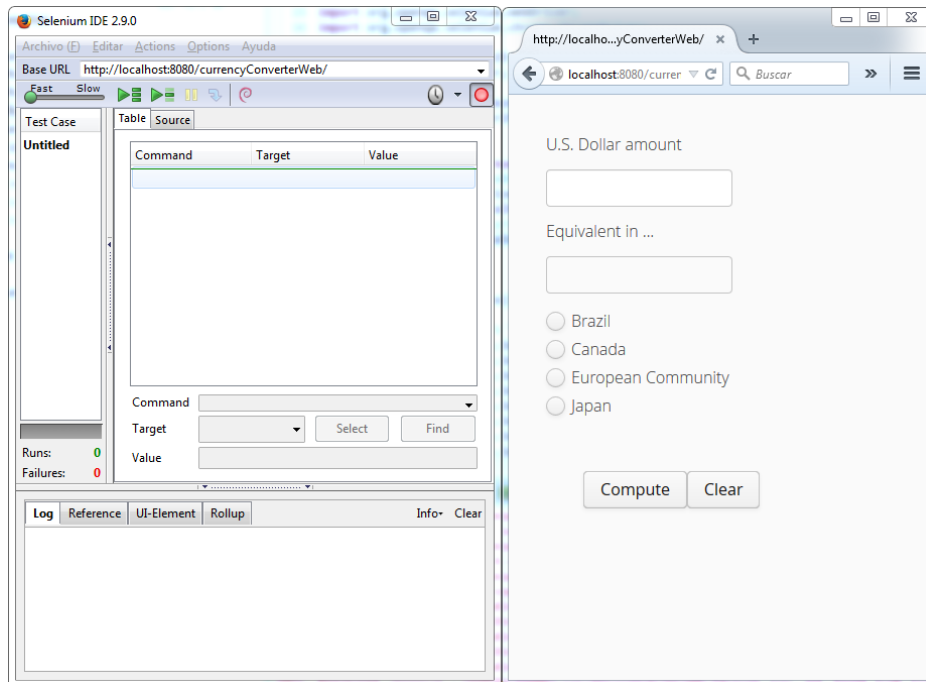 Selenium IDE 2.9.0
Archivo (F) Editar Actions Options Ayuda
Base URL http://localhost:8080/currencyConverterWeb/
Fast Slow
Test Case
Untitled
Table Source
Command Target Value
Command
Target Select Find
Value
Runs: 0
Failures: 0
Log Reference UI-Element Rollup Info Clear
http://localho...yConverterWeb/
localhost:8080/currer Buscar
U.S. Dollar amount
Equivalent in ...
Brazil
Canada
European Community
Japan
Compute Clear